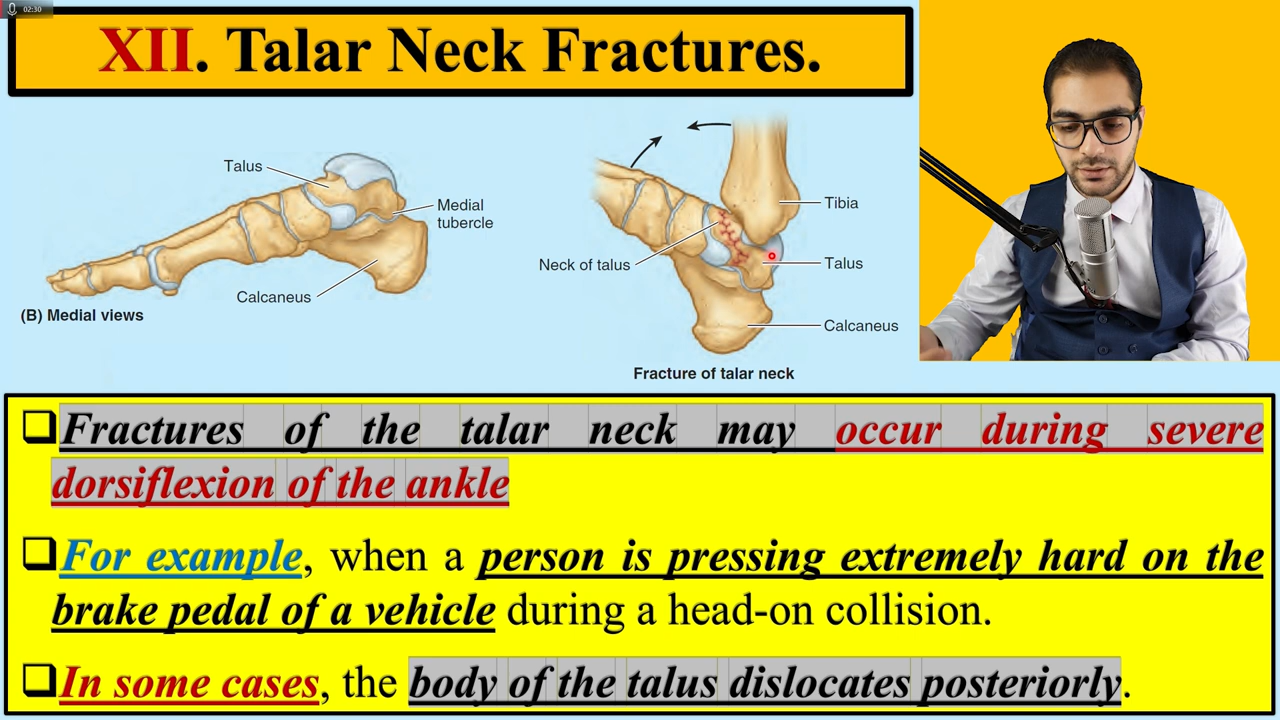 02:30
XII. Talar Neck Fractures.
Talus
Medial
tubercle
Calcaneus
(B) Medial views
Tibia
Neck of talus
Talus
Calcaneus
Fracture of talar neck
Fractures of the talar neck may occur during severe
dorsiflexion of the ankle
For example, when a person is pressing extremely hard on the
brake pedal of a vehicle during a head-on collision.
In some cases, the body of the talus dislocates posteriorly.